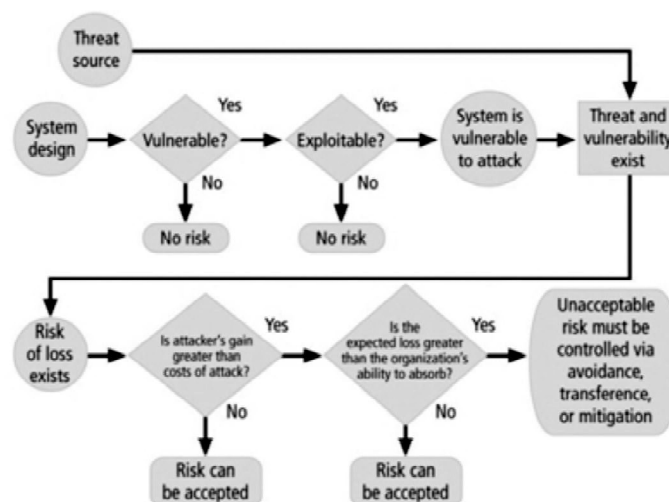 Threat
source
System
design
Vulnerable?
Yes
No
No risk
Exploitable?
Yes
No
No risk
System is
vulnerable
to attack
Threat and
vulnerability
exist
Risk
of loss
exists
Is attacker's gain
greater than
costs of attack?
Yes
No
Risk can
be accepted
Is the
expected loss greater
than the organization's
ability to absorb?
Yes
No
Risk can
be accepted
Unacceptable
risk must be
controlled via
avoidance,
transference,
or mitigation